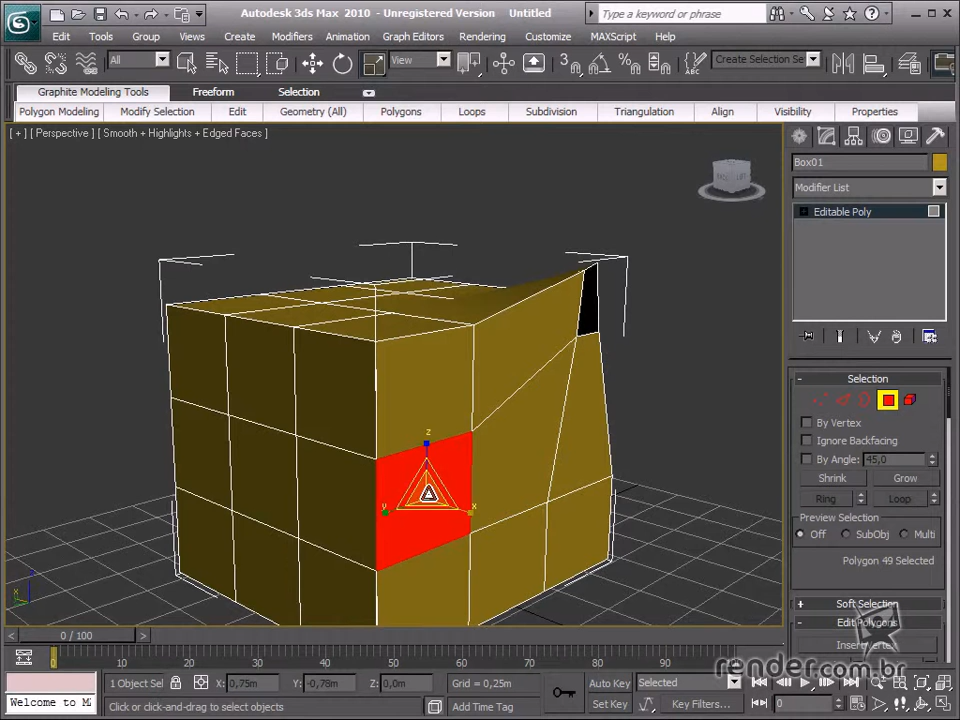 Autodesk 3ds Max 2010 - Unregistered Version Untitled
Type a keyword or phrase
Edit Tools Group Views Create Modifiers Animation Graph Editors Rendering Customize MAXScript Help
All
View
3
Create Selection Se
Graphite Modeling Tools Freeform Selection
Polygon Modeling Modify Selection Edit Geometry (All) Polygons Loops Subdivision Triangulation Align Visibility Properties
[ + ] [ Perspective ] [ Smooth + Highlights + Edged Faces ]
Box01
Modifier List
Editable Poly
z
y
x
- Selection
By Vertex
Ignore Backfacing
By Angle: 45,0
Shrink Grow
Ring Loop
Preview Selection
Off SubObj Multi
Polygon 49 Selected
+ Soft Selection
- Edit Polygons
Insert Vertex
< 0 / 100 >
0 10 20 30 40 50 60 70 80 90
render.com.br
1 Object Sel X: 0,75m Y: -0,78m Z: 0,0m Grid = 0,25m Auto Key Selected
Welcome to M
Click or click-and-drag to select objects Add Time Tag Set Key Key Filters... 0